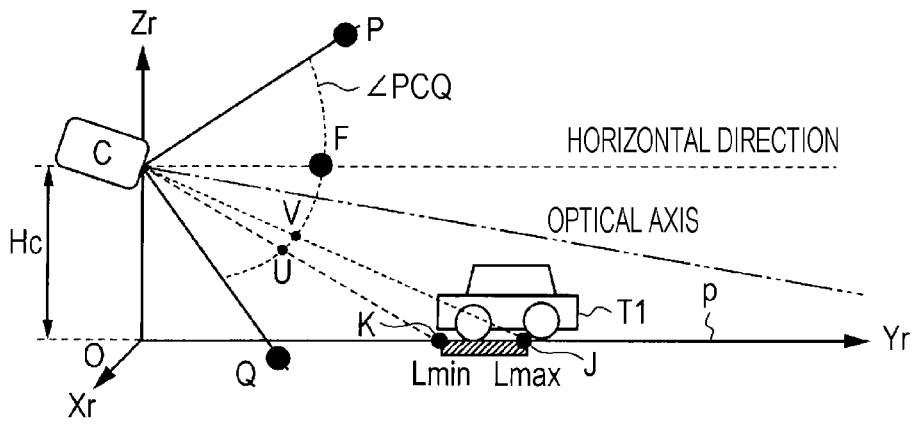 Zr
P
∠PCQ
C
F
HORIZONTAL DIRECTION
V
OPTICAL AXIS
Hc
U
T1
p
K
O
Yr
Q
Lmin
Lmax
J
Xr